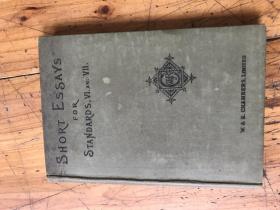 SHORT ESSAYS
FOR
STANDARDS, VI. AND VII.
W. & R. CHAMBERS, LIMITED